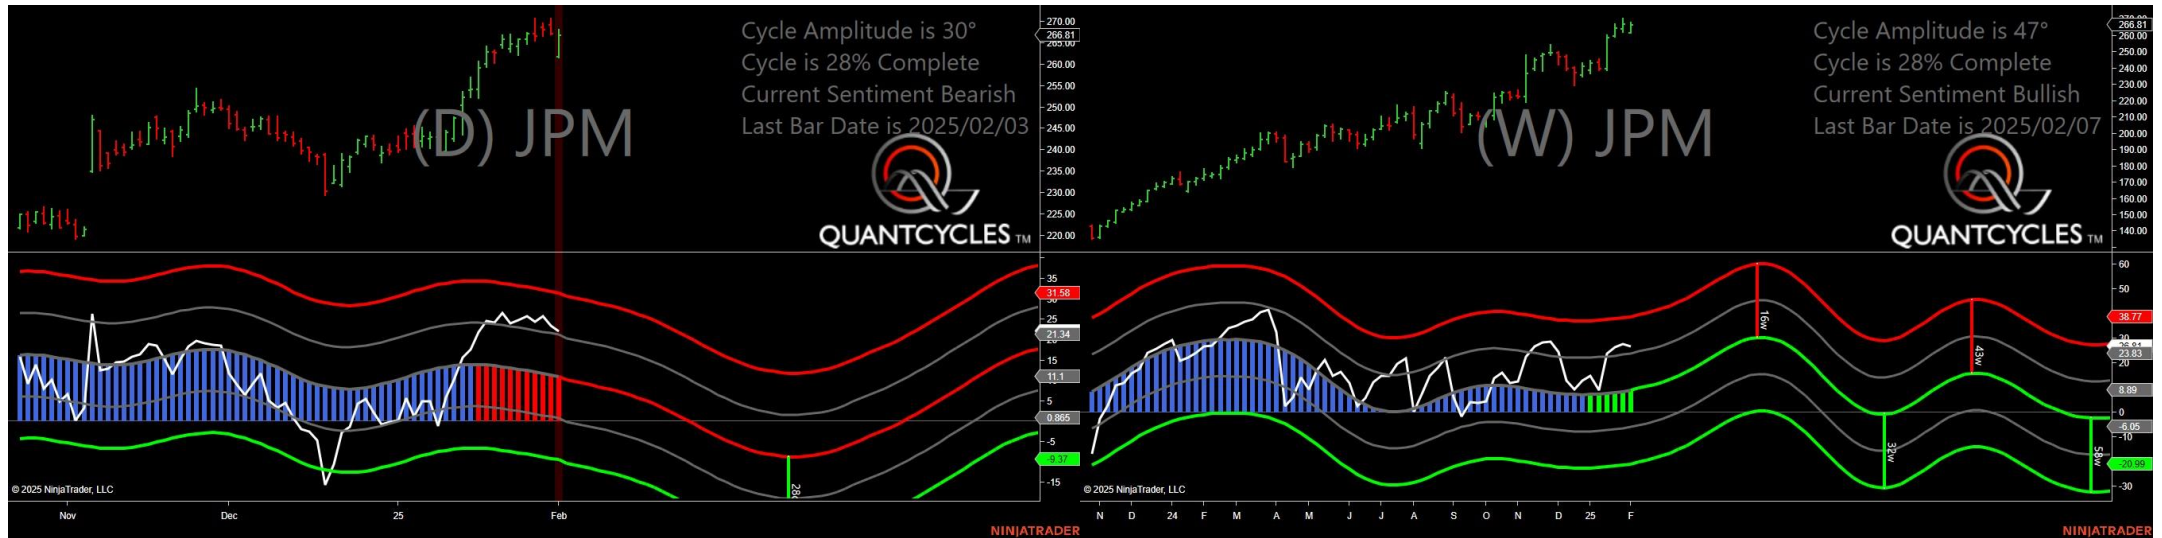 Cycle Amplitude is 30°
Cycle is 28% Complete
Current Sentiment Bearish
Last Bar Date is 2025/02/03
(D) JPM
QUANTCYCLES TM
270.00
266.81
265.00
260.00
255.00
250.00
245.00
240.00
235.00
230.00
225.00
220.00
35
31.58
25
21.34
15
11.1
5
0.865
-5
-9.37
-15
© 2025 NinjaTrader, LLC
Nov
Dec
25
Feb
NINJATRADER
Cycle Amplitude is 47°
Cycle is 28% Complete
Current Sentiment Bullish
Last Bar Date is 2025/02/07
(W) JPM
QUANTCYCLES TM
266.81
260.00
250.00
240.00
230.00
220.00
210.00
200.00
190.00
180.00
170.00
160.00
150.00
140.00
60
50
38.77
30
23.83
20
8.89
0
-6.05
-10
-20.99
-30
16w
43w
32w
58w
© 2025 NinjaTrader, LLC
N D 24 F M A M J J A S O N D 25 F
NINJATRADER